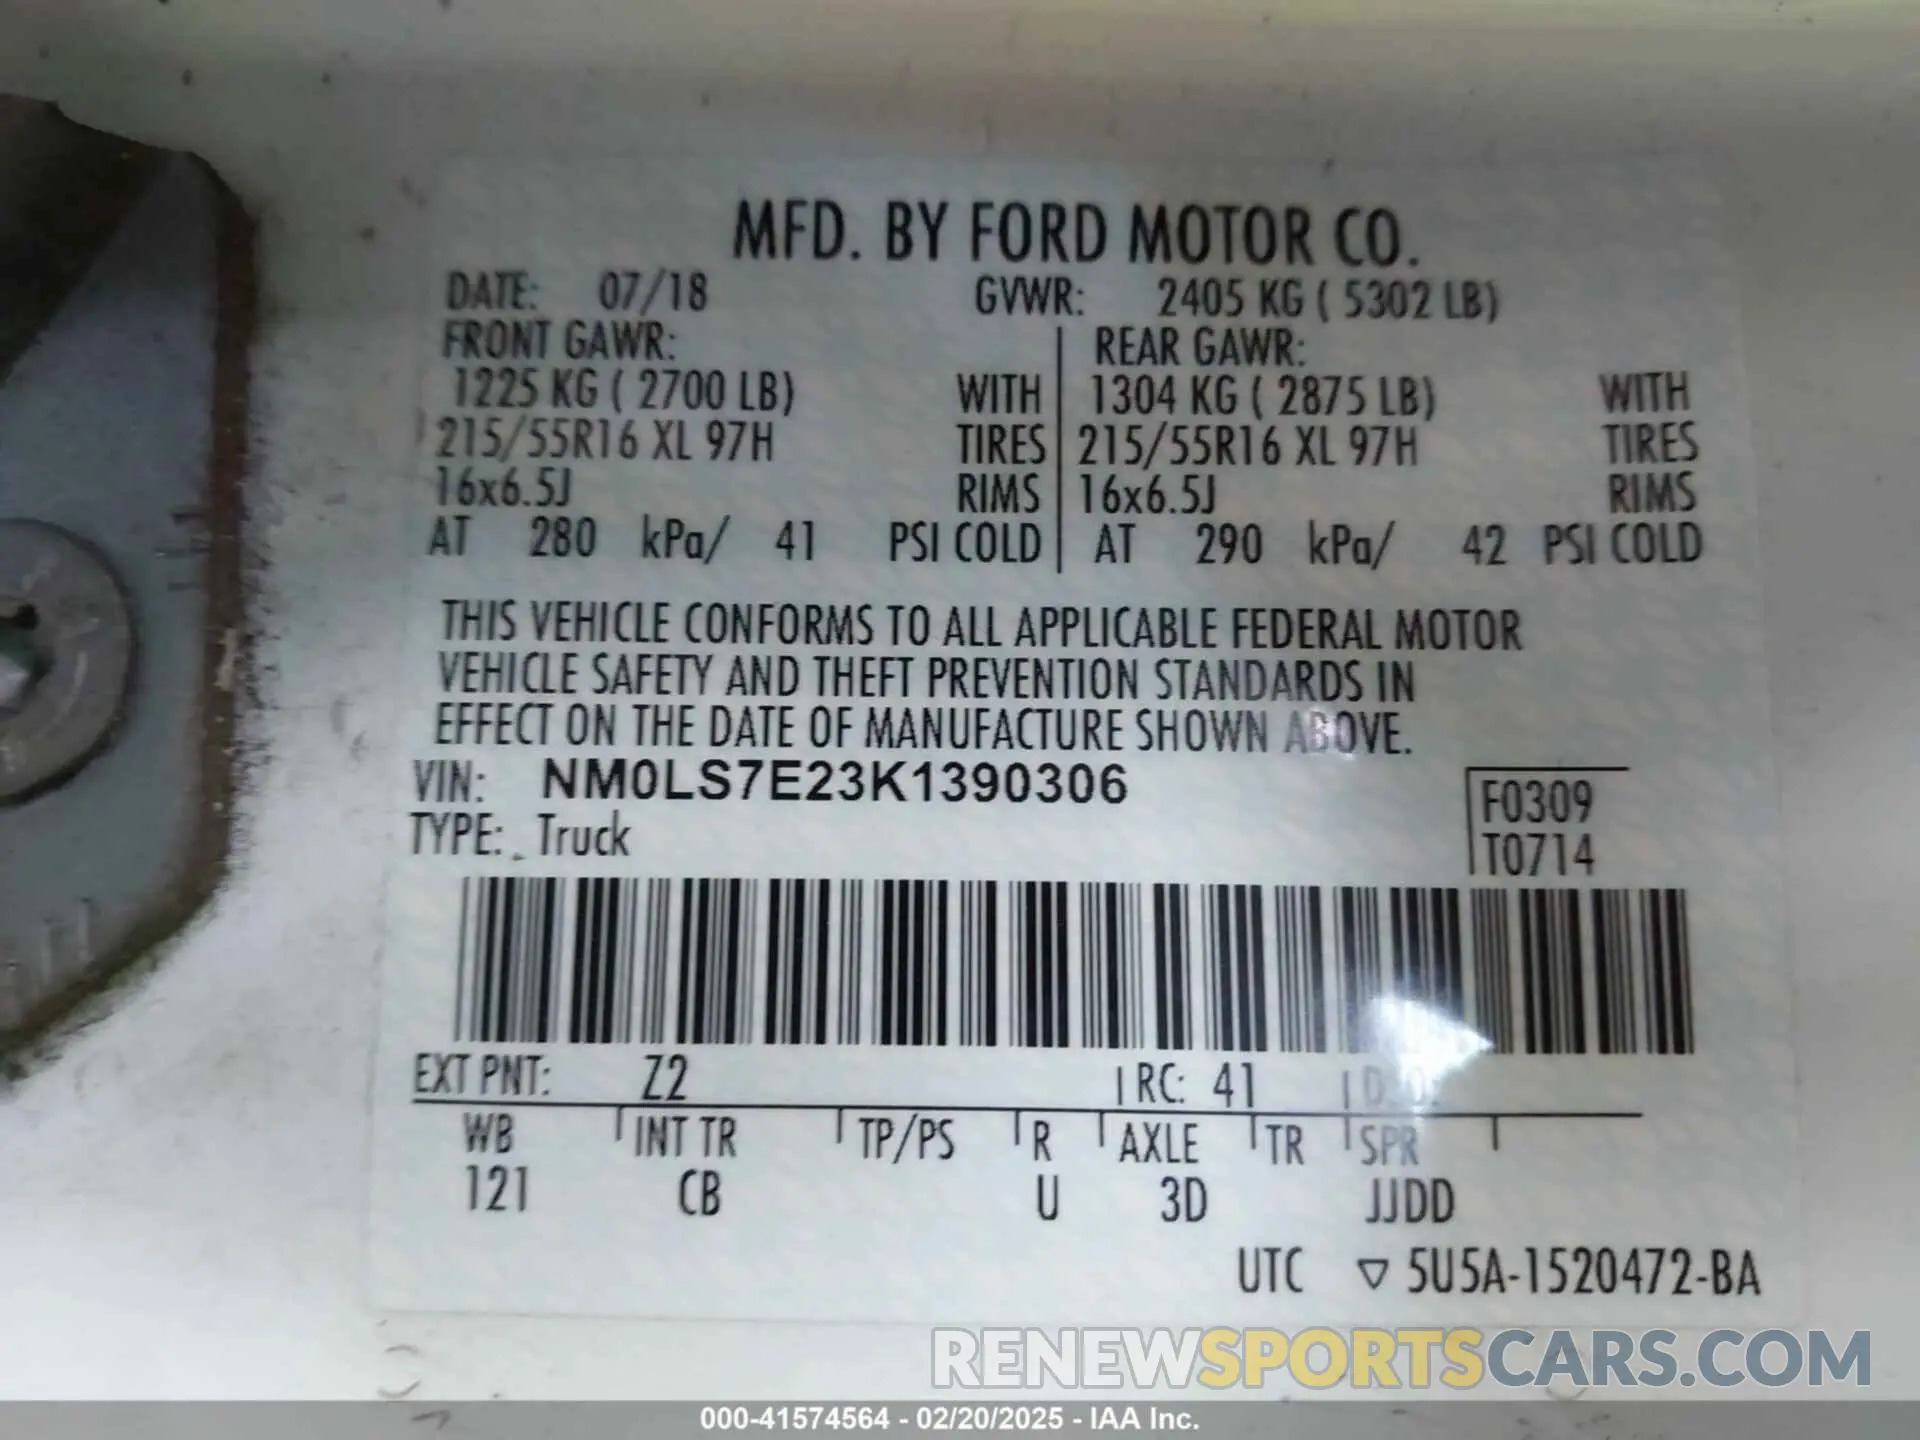 MFD. BY FORD MOTOR CO.
DATE: 07/18 GVWR: 2405 KG ( 5302 LB)
FRONT GAWR: REAR GAWR:
1225 KG ( 2700 LB) WITH 1304 KG ( 2875 LB) WITH
215/55R16 XL 97H TIRES 215/55R16 XL 97H TIRES
16x6.5J RIMS 16x6.5J RIMS
AT 280 kPa/ 41 PSI COLD AT 290 kPa/ 42 PSI COLD
THIS VEHICLE CONFORMS TO ALL APPLICABLE FEDERAL MOTOR
VEHICLE SAFETY AND THEFT PREVENTION STANDARDS IN
EFFECT ON THE DATE OF MANUFACTURE SHOWN ABOVE.
VIN: NM0LS7E23K1390306
F0309
TYPE: Truck
T0714
EXT PNT: Z2 RC: 41
WB INT TR TP/PS R AXLE TR SPR
121 CB U 3D JJDD
UTC ▽ 5U5A-1520472-BA
RENEWSPORTSCARS.COM
000-41574564 - 02/20/2025 - IAA Inc.